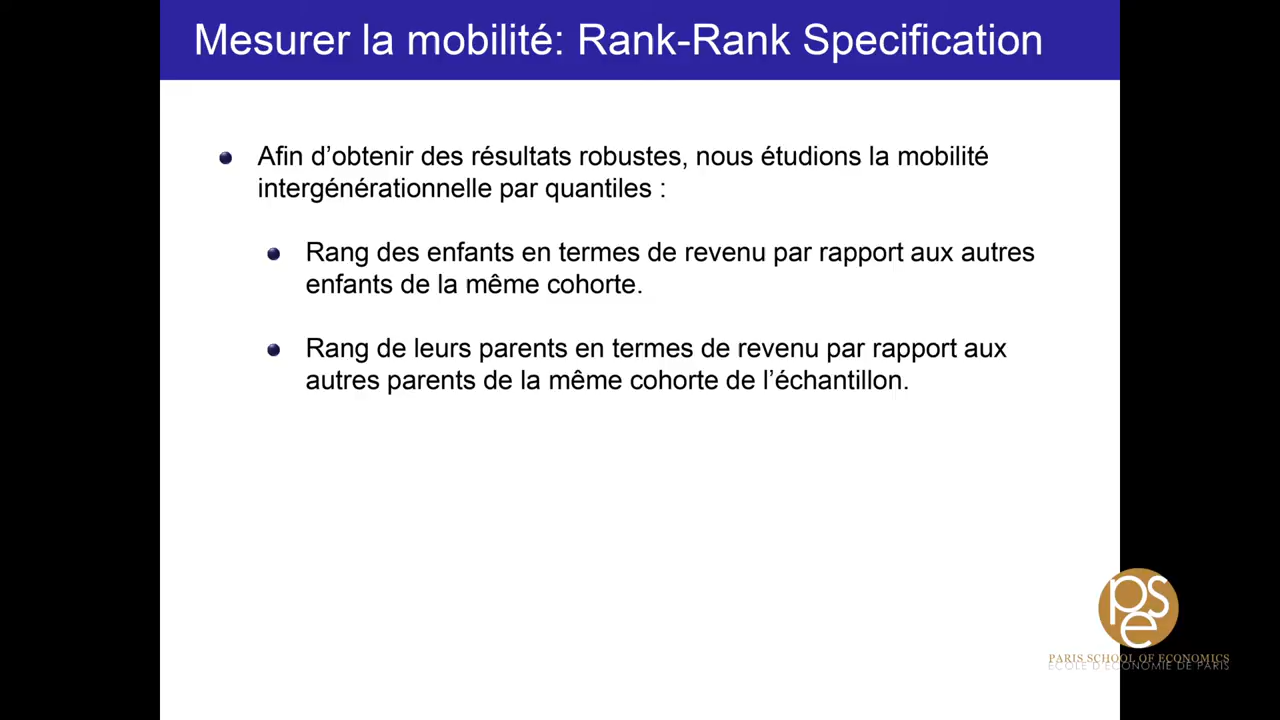 Mesurer la mobilité: Rank-Rank Specification
Afin d’obtenir des résultats robustes, nous étudions la mobilité
intergénérationnelle par quantiles :
Rang des enfants en termes de revenu par rapport aux autres
enfants de la même cohorte.
Rang de leurs parents en termes de revenu par rapport aux
autres parents de la même cohorte de l’échantillon.
pse
PARIS SCHOOL OF ECONOMICS
ECOLE D'ECONOMIE DE PARIS